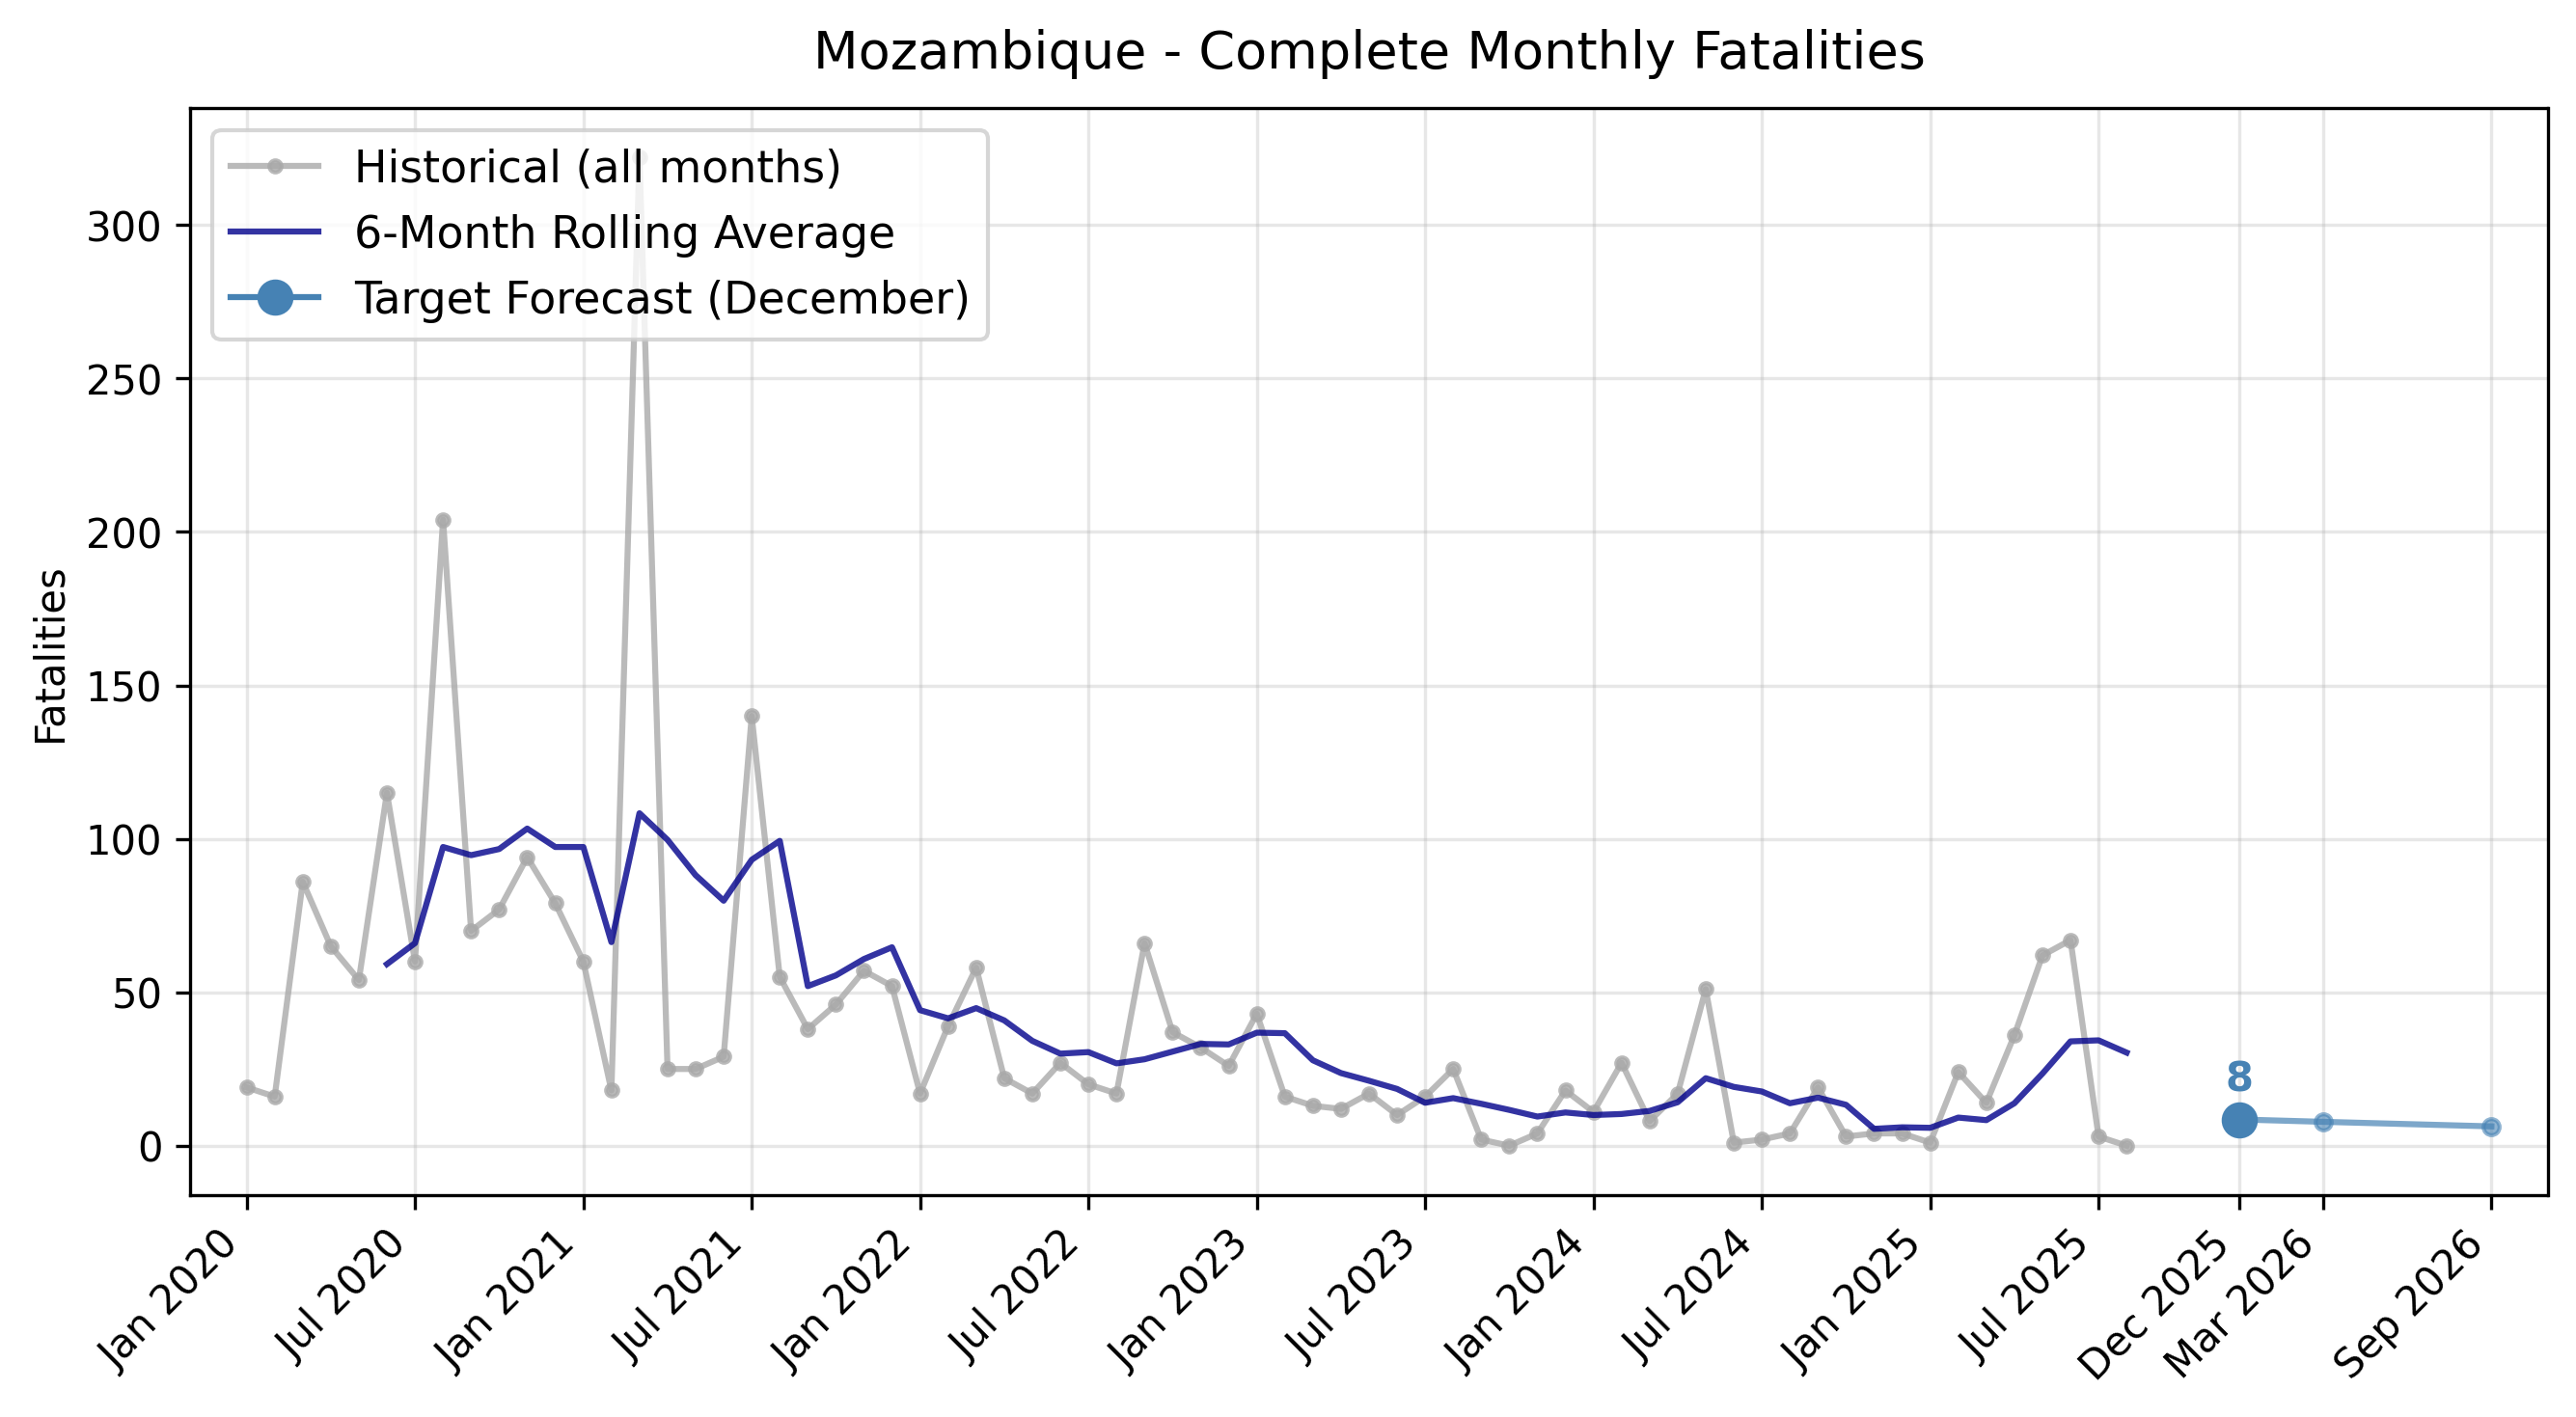 Mozambique - Complete Monthly Fatalities
Historical (all months)
6-Month Rolling Average
Target Forecast (December)
Fatalities
300
250
200
150
100
50
0
8
Jan 2020
Jul 2020
Jan 2021
Jul 2021
Jan 2022
Jul 2022
Jan 2023
Jul 2023
Jan 2024
Jul 2024
Jan 2025
Jul 2025
Dec 2025
Mar 2026
Sep 2026